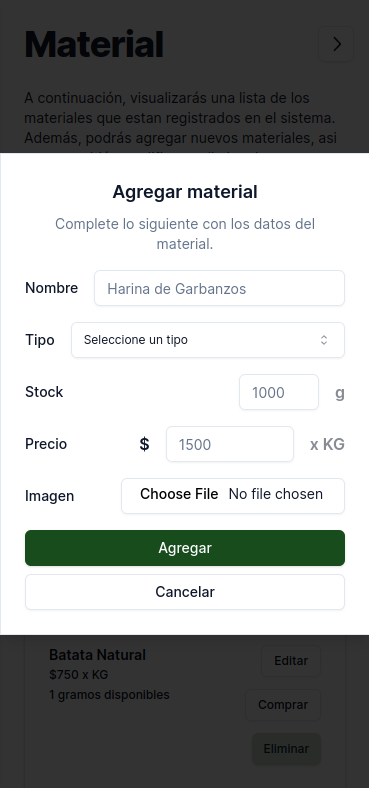 Material
A continuación, visualizarás una lista de los
materiales que estan registrados en el sistema.
Además, podrás agregar nuevos materiales, asi
Agregar material
Complete lo siguiente con los datos del
material.
Nombre Harina de Garbanzos
Tipo Seleccione un tipo
Stock 1000 g
Precio $ 1500 x KG
Imagen Choose File No file chosen
Agregar
Cancelar
Batata Natural
Editar
$750 x KG
1 gramos disponibles
Comprar
Eliminar